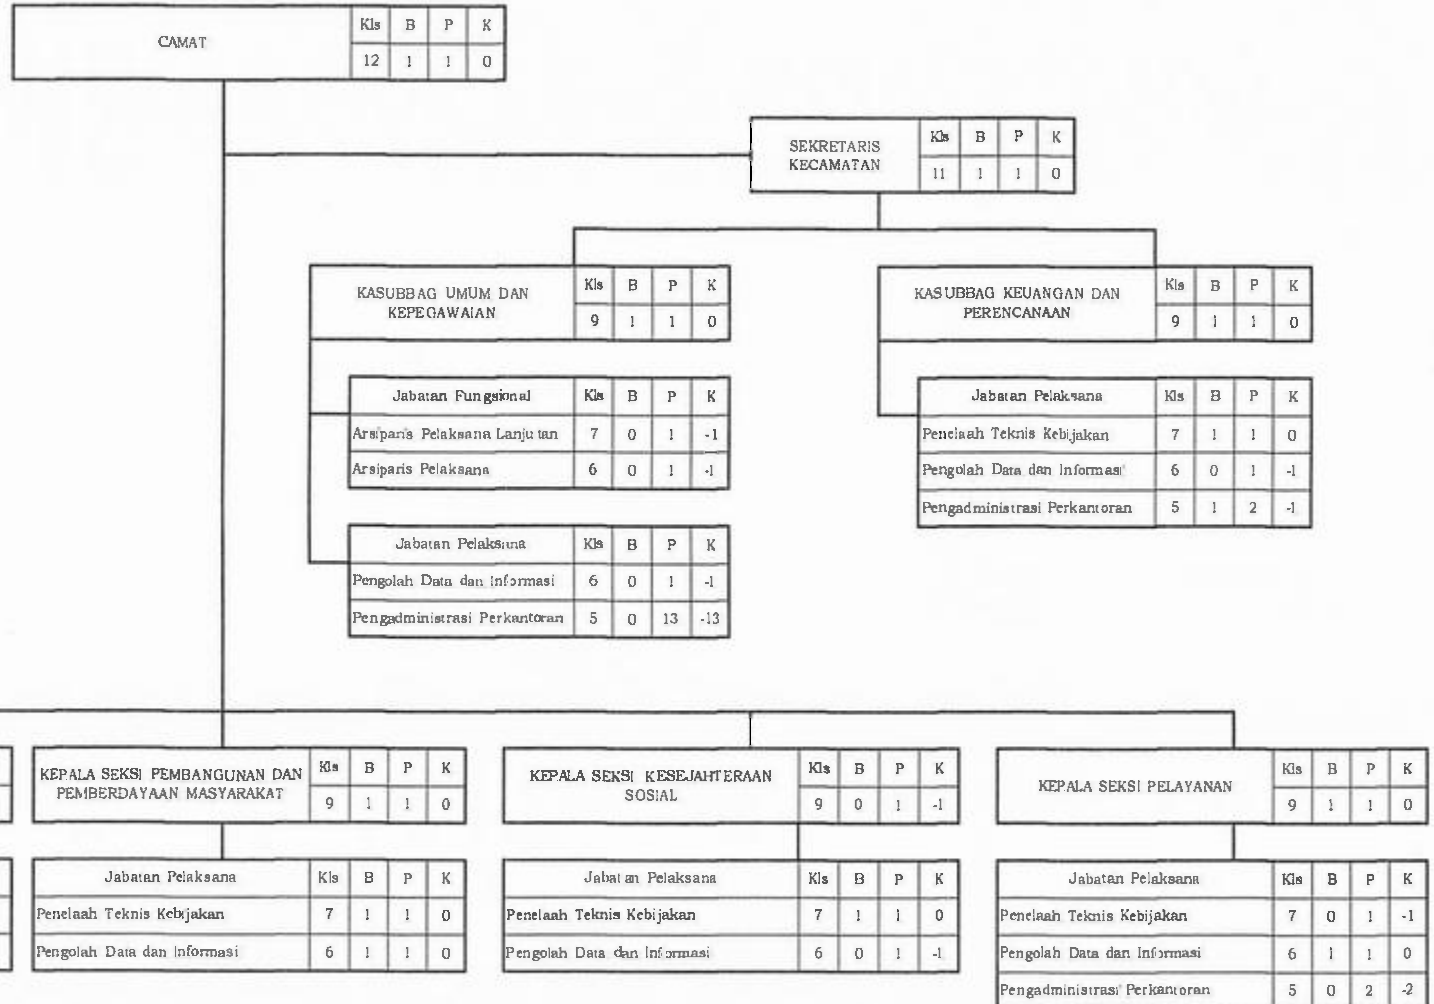 CAMAT Kls B P K
12 1 1 0
SEKRETARIS KECAMATAN Kls B P K
11 1 1 0
KASUBBAG UMUM DAN KEPEGAWAIAN Kls B P K
9 1 1 0
Jabatan Fungsional Kls B P K
Arsiparis Pelaksana Lanjutan 7 0 1 -1
Arsiparis Pelaksana 6 0 1 -1
Jabatan Pelaksana Kls B P K
Pengolah Data dan Informasi 6 0 1 -1
Pengadministrasi Perkantoran 5 0 13 -13
KASUBBAG KEUANGAN DAN PERENCANAAN Kls B P K
9 1 1 0
Jabatan Pelaksana Kls B P K
Penelaah Teknis Kebijakan 7 1 1 0
Pengolah Data dan Informasi 6 0 1 -1
Pengadministrasi Perkantoran 5 1 2 -1
KEPALA SEKSI PEMBANGUNAN DAN PEMBERDAYAAN MASYARAKAT Kls B P K
9 1 1 0
Jabatan Pelaksana Kls B P K
Penelaah Teknis Kebijakan 7 1 1 0
Pengolah Data dan Informasi 6 1 1 0
KEPALA SEKSI KESEJAHTERAAN SOSIAL Kls B P K
9 0 1 -1
Jabatan Pelaksana Kls B P K
Penelaah Teknis Kebijakan 7 1 1 0
Pengolah Data dan Informasi 6 0 1 -1
KEPALA SEKSI PELAYANAN Kls B P K
9 1 1 0
Jabatan Pelaksana Kls B P K
Penelaah Teknis Kebijakan 7 0 1 -1
Pengolah Data dan Informasi 6 1 1 0
Pengadministrasi Perkantoran 5 0 2 -2